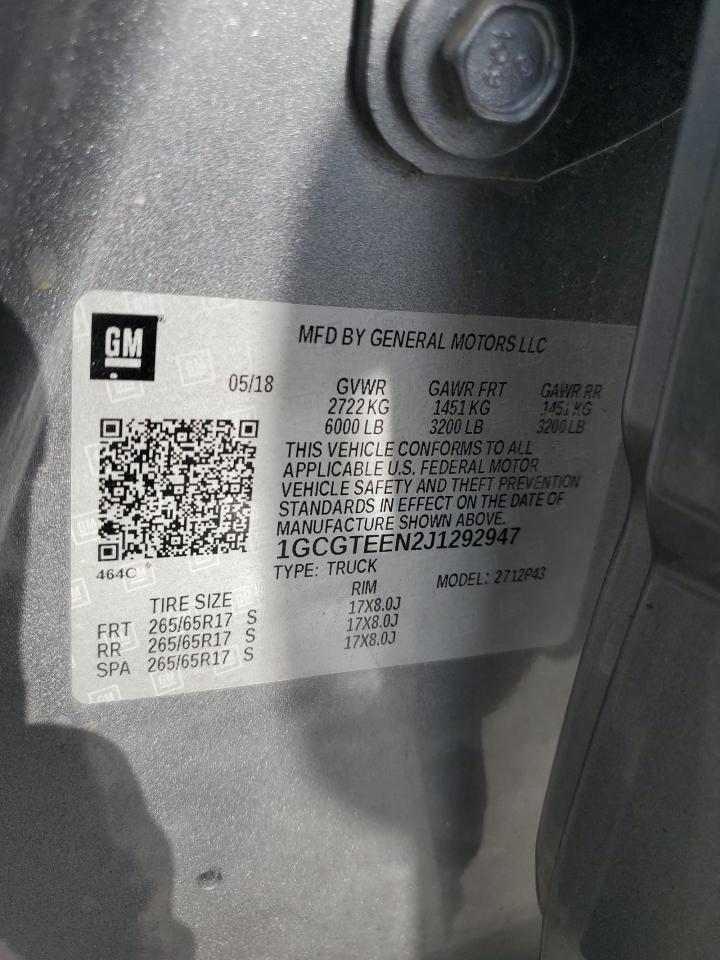 GM
MFD BY GENERAL MOTORS LLC
05/18 GVWR GAWR FRT GAWR RR
2722 KG 1451 KG 1451 KG
6000 LB 3200 LB 3200 LB
THIS VEHICLE CONFORMS TO ALL
APPLICABLE U.S. FEDERAL MOTOR
VEHICLE SAFETY AND THEFT PREVENTION
STANDARDS IN EFFECT ON THE DATE OF
MANUFACTURE SHOWN ABOVE.
1GCGTEEN2J1292947
464C TYPE: TRUCK MODEL: 2712P43
TIRE SIZE RIM
FRT 265/65R17 S 17X8.0J
RR 265/65R17 S 17X8.0J
SPA 265/65R17 S 17X8.0J